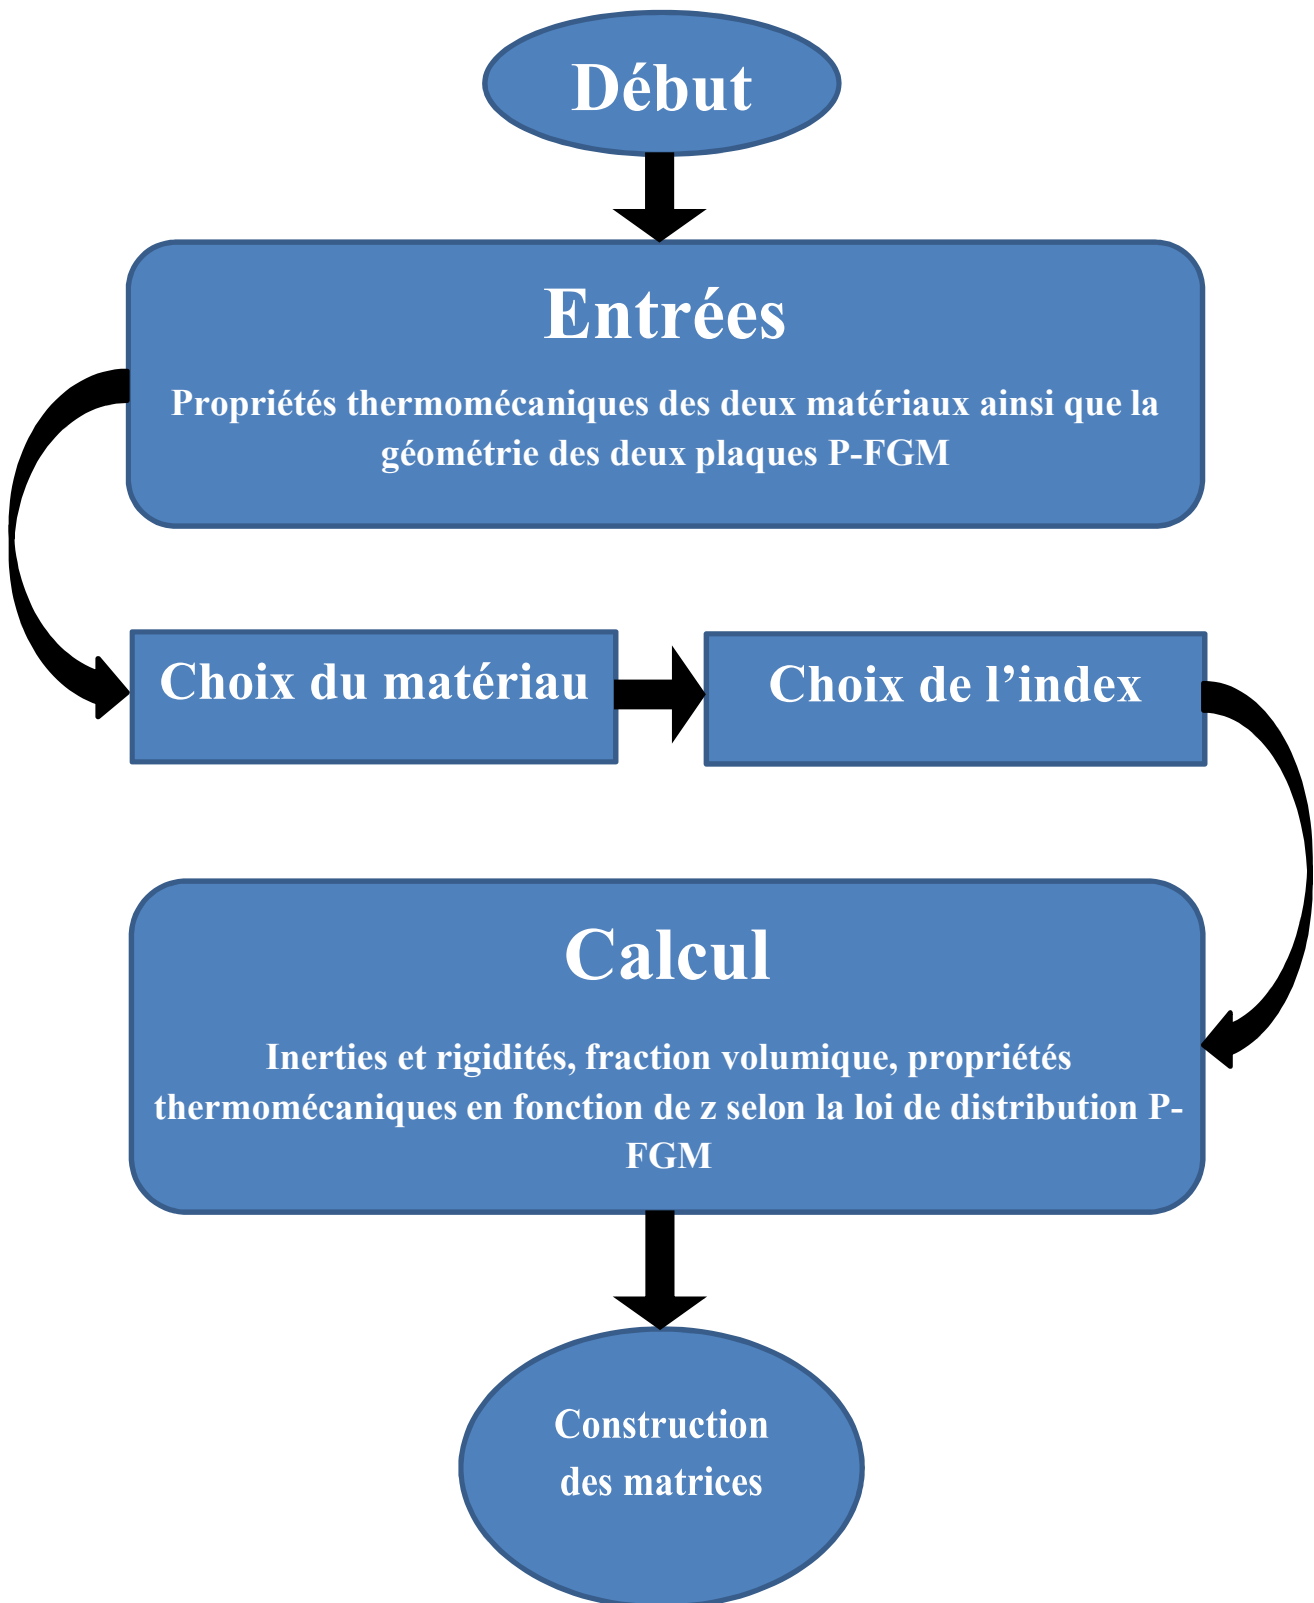 Début
Entrées
Propriétés thermomécaniques des deux matériaux ainsi que la
géométrie des deux plaques P-FGM
Choix du matériau
Choix de l’index
Calcul
Inerties et rigidités, fraction volumique, propriétés
thermomécaniques en fonction de z selon la loi de distribution P-
FGM
Construction
des matrices